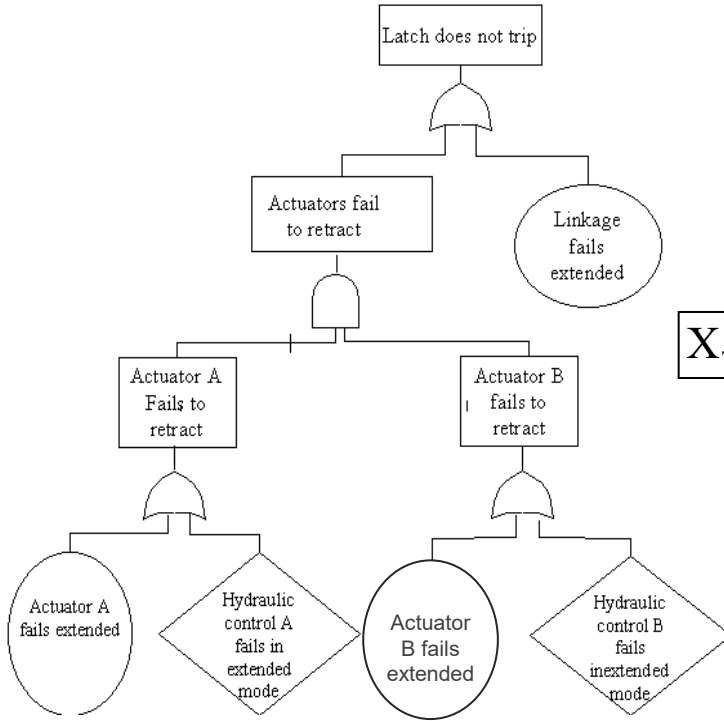 Latch does not trip
Actuators fail
to retract
Linkage
fails
extended
X
Actuator A
Fails to
retract
Actuator B
fails to
retract
Actuator A
fails extended
Hydraulic
control A
fails in
extended
mode
Actuator
B fails
extended
Hydraulic
control B
fails
inextended
mode